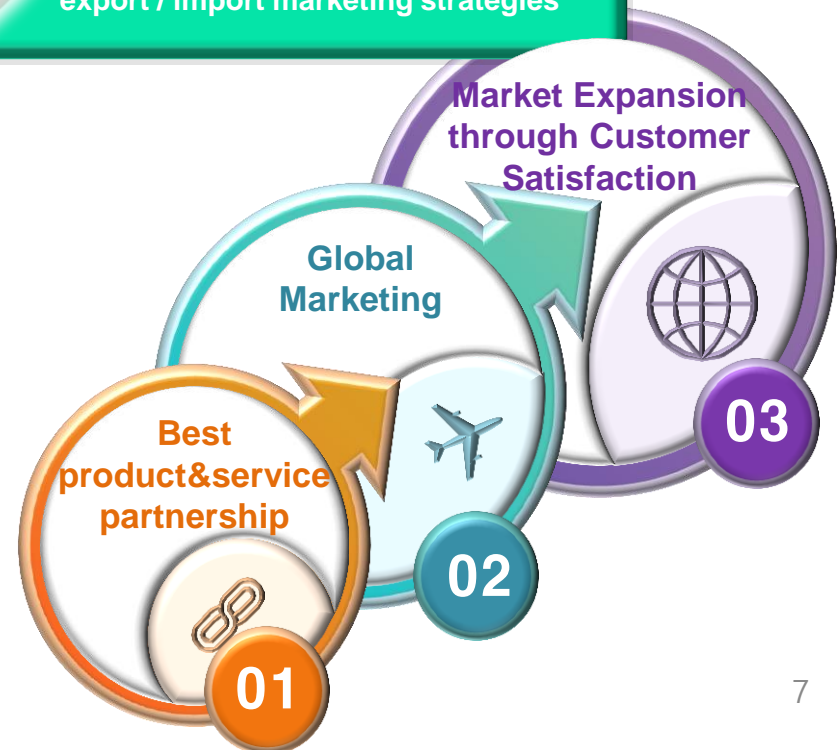 export / import marketing strategies
Market Expansion
through Customer
Satisfaction
Global
Marketing
Best
product&service
partnership
03
02
01
7